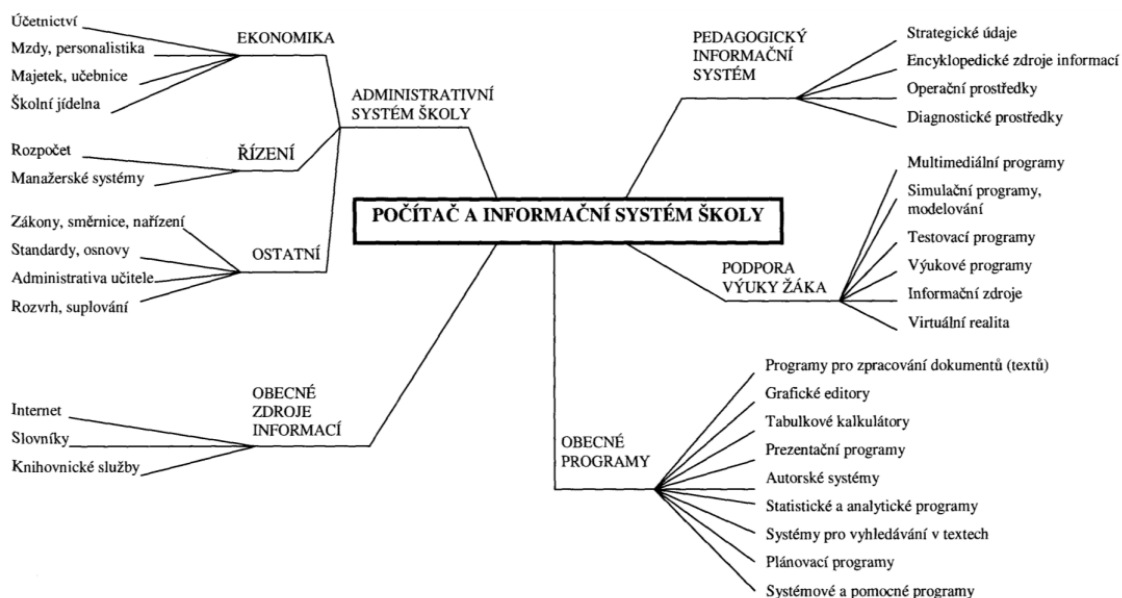 Účetnictví
Mzdy, personalistika
Majetek, učebnice
Školní jídelna
EKONOMIKA
Rozpočet
Manažerské systémy
ŘÍZENÍ
Zákony, směrnice, nařízení
Standardy, osnovy
Administrativa učitele
Rozvrh, suplování
OSTATNÍ
ADMINISTRATIVNÍ
SYSTÉM ŠKOLY
PEDAGOGICKÝ
INFORMAČNÍ
SYSTÉM
Strategické údaje
Encyklopedické zdroje informací
Operační prostředky
Diagnostické prostředky
POČÍTAČ A INFORMAČNÍ SYSTÉM ŠKOLY
PODPORA
VÝUKY ŽÁKA
Multimediální programy
Simulační programy,
modelování
Testovací programy
Výukové programy
Informační zdroje
Virtuální realita
Internet
Slovníky
Knihovnické služby
OBECNÉ
ZDROJE
INFORMACÍ
OBECNÉ
PROGRAMY
Programy pro zpracování dokumentů (textů)
Grafické editory
Tabulkové kalkulátory
Prezentační programy
Autorské systémy
Statistické a analytické programy
Systémy pro vyhledávání v textech
Plánovací programy
Systémové a pomocné programy